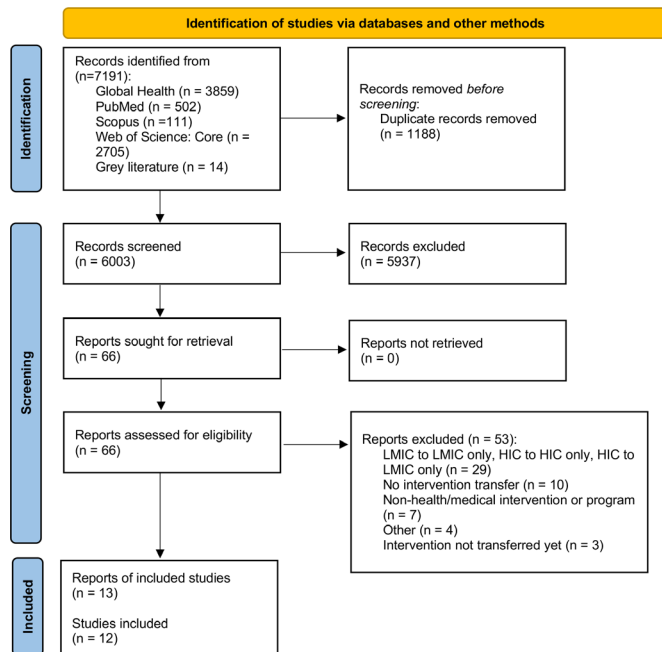 Identification of studies via databases and other methods
Identification
Records identified from
(n=7191):
Global Health (n = 3859)
PubMed (n = 502)
Scopus (n =111)
Web of Science: Core (n =
2705)
Grey literature (n = 14)
Records removed before
screening:
Duplicate records removed
(n = 1188)
Screening
Records screened
(n = 6003)
Records excluded
(n = 5937)
Reports sought for retrieval
(n = 66)
Reports not retrieved
(n = 0)
Reports assessed for eligibility
(n = 66)
Reports excluded (n = 53):
LMIC to LMIC only, HIC to HIC only, HIC to
LMIC only (n = 29)
No intervention transfer (n = 10)
Non-health/medical intervention or program
(n = 7)
Other (n = 4)
Intervention not transferred yet (n = 3)
Included
Reports of included studies
(n = 13)
Studies included
(n = 12)